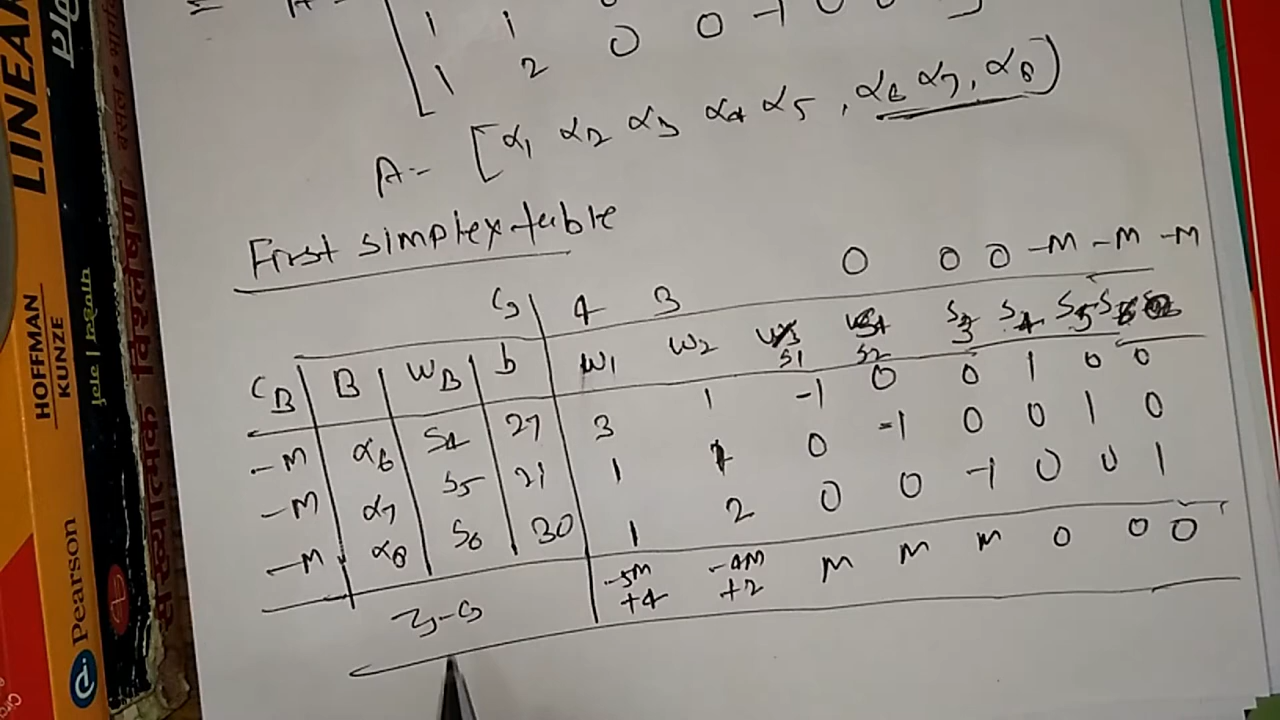 LINEAR
HOFFMAN
KUNZE
Pearson
संख्यात्मक विश्लेषण
1 1 0 0 -1 0 0
1 2 0 0
A = [α1 α2 α3 α4 α5, α6 α7, α8)
First simplex table
Cj 4 3 0 0 0 -M -M -M
CB B WB b W1 W2 S1 S2 S3 S4 S5
-M α6 S4 27 3 1 -1 0 0 1 0 0
-M α7 S5 21 1 1 0 -1 0 0 1 0
-M α8 S6 30 1 2 0 0 -1 0 0 1
zj-cj -5M +4 -4M +2 M M M 0 0 0